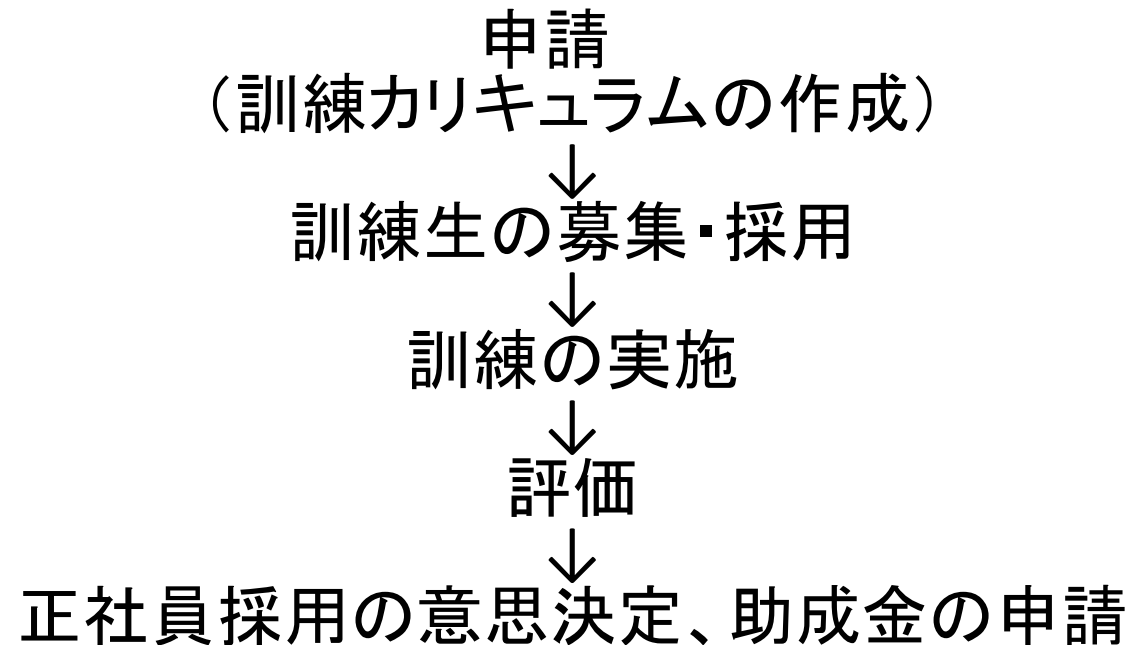 申請
（訓練カリキュラムの作成）
↓
訓練生の募集・採用
↓
訓練の実施
↓
評価
↓
正社員採用の意思決定、助成金の申請